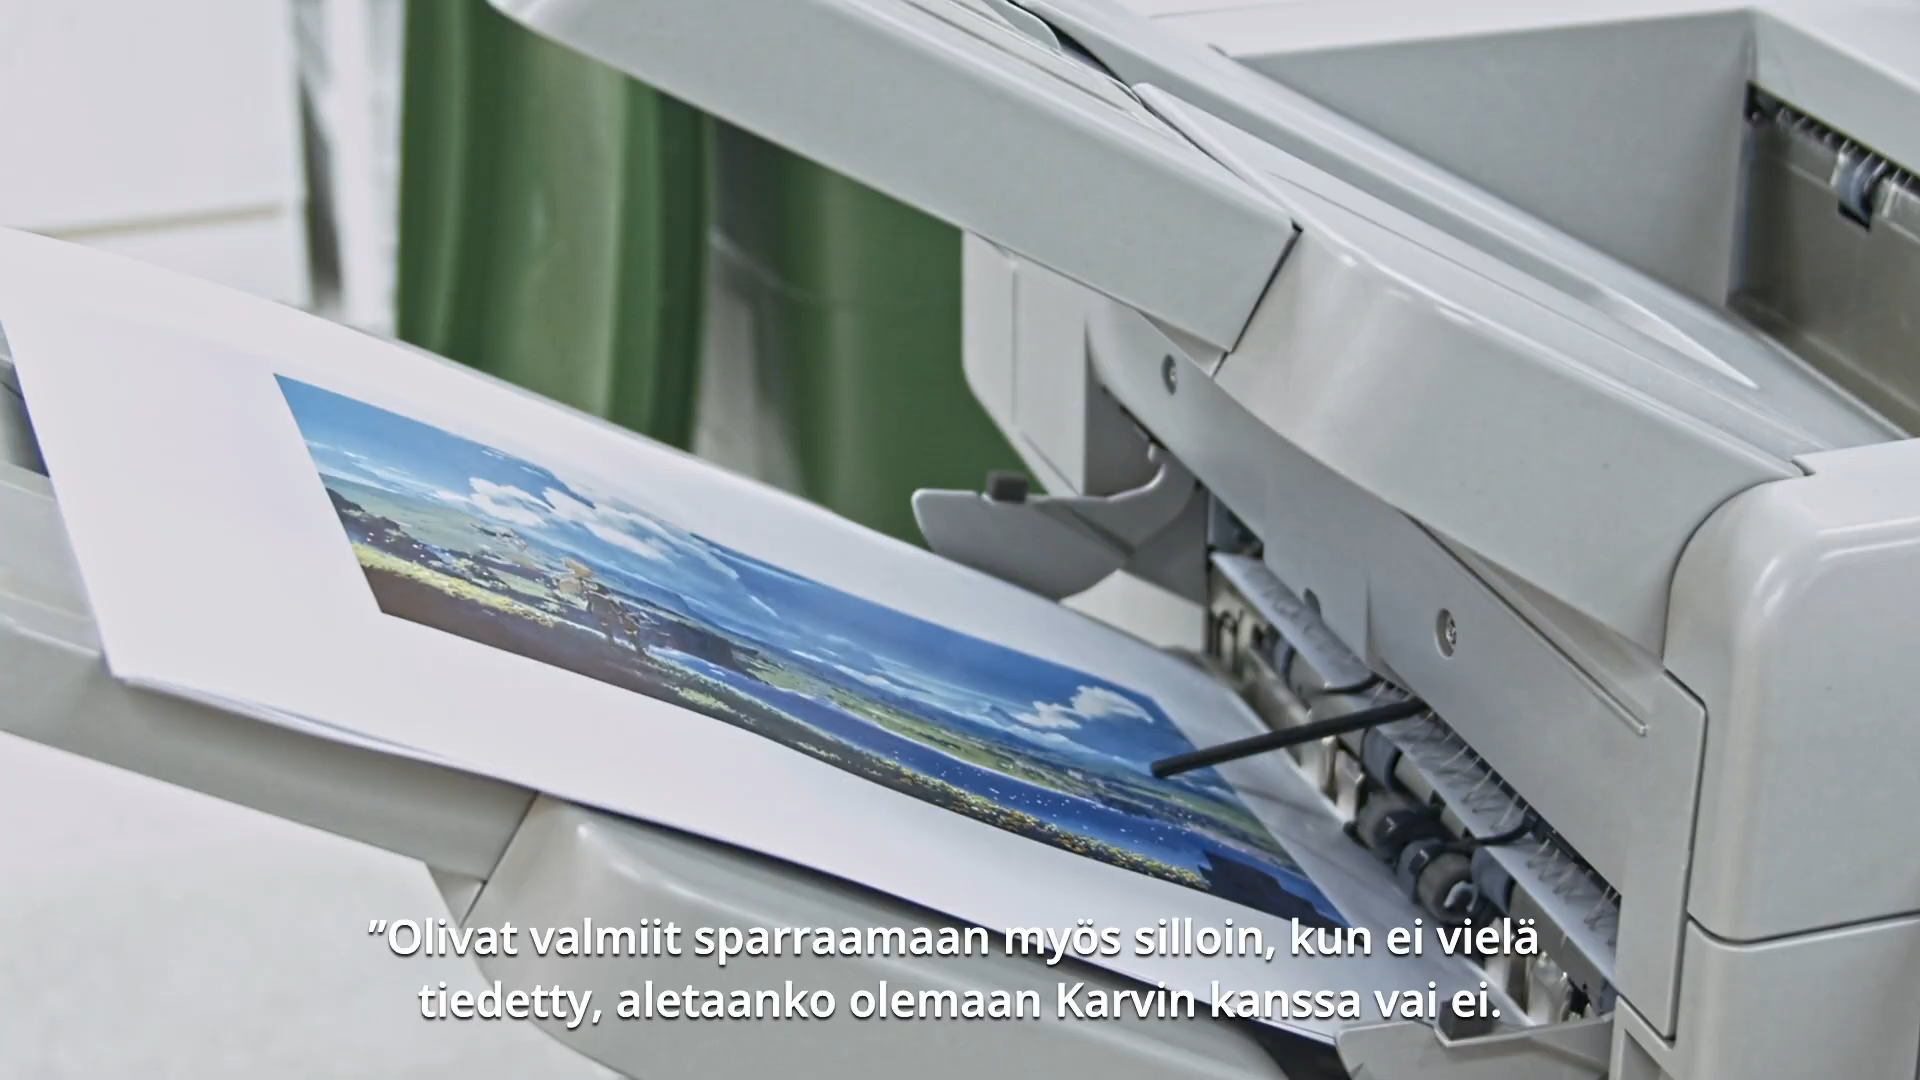 ”Olivat valmiit sparraamaan myös silloin, kun ei vielä
tiedetty, aletaanko olemaan Karvin kanssa vai ei.